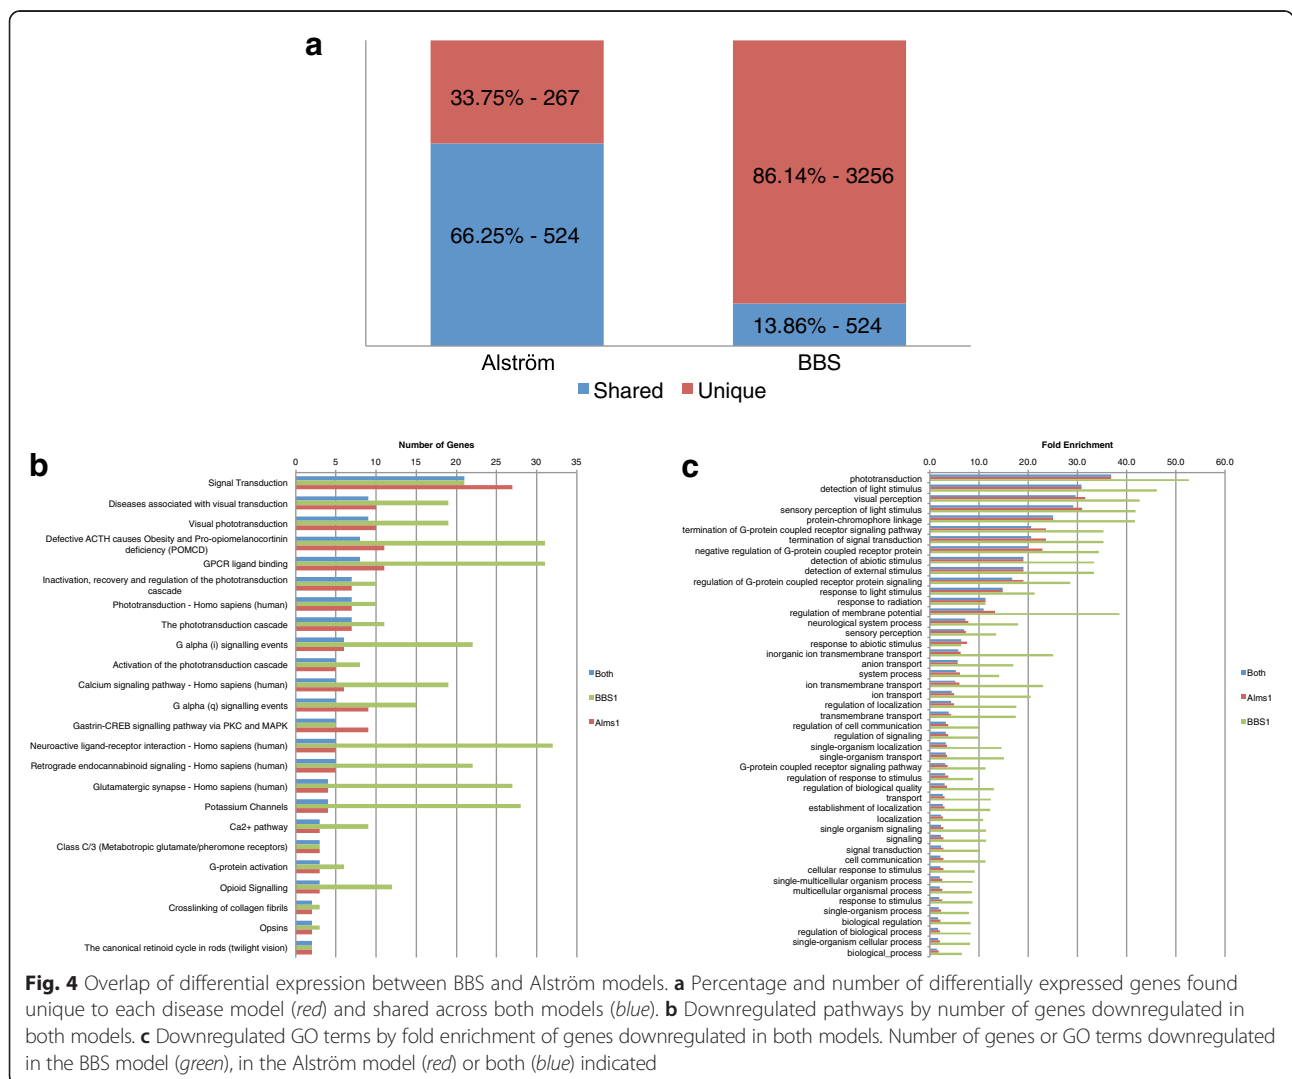 a
33.75% - 267
66.25% - 524
86.14% - 3256
13.86% - 524
Alström
BBS
Shared
Unique
b
Number of Genes
0 5 10 15 20 25 30 35
Signal Transduction
Diseases associated with visual transduction
Visual phototransduction
Defective ACTH causes Obesity and Pro-opiomelanocortinin
deficiency (POMCD)
GPCR ligand binding
Inactivation, recovery and regulation of the phototransduction
cascade
Phototransduction - Homo sapiens (human)
The phototransduction cascade
G alpha (i) signalling events
Activation of the phototransduction cascade
Calcium signaling pathway - Homo sapiens (human)
G alpha (q) signalling events
Gastrin-CREB signalling pathway via PKC and MAPK
Neuroactive ligand-receptor interaction - Homo sapiens (human)
Retrograde endocannabinoid signaling - Homo sapiens (human)
Glutamatergic synapse - Homo sapiens (human)
Potassium Channels
Ca2+ pathway
Class C/3 (Metabotropic glutamate/pheromone receptors)
G-protein activation
Opioid Signalling
Crosslinking of collagen fibrils
Opsins
The canonical retinoid cycle in rods (twilight vision)
Both
BBS1
Alms1
c
Fold Enrichment
0.0 10.0 20.0 30.0 40.0 50.0 60.0
phototransduction
detection of light stimulus
visual perception
sensory perception of light stimulus
protein-chromophore linkage
termination of G-protein coupled receptor signaling pathway
termination of signal transduction
negative regulation of G-protein coupled receptor protein
detection of abiotic stimulus
detection of external stimulus
regulation of G-protein coupled receptor protein signaling
response to light stimulus
response to radiation
regulation of membrane potential
neurological system process
sensory perception
response to abiotic stimulus
inorganic ion transmembrane transport
anion transport
system process
ion transmembrane transport
ion transport
regulation of localization
transmembrane transport
regulation of cell communication
regulation of signaling
single-organism localization
single-organism transport
G-protein coupled receptor signaling pathway
regulation of response to stimulus
regulation of biological quality
transport
establishment of localization
localization
single organism signaling
signaling
signal transduction
cell communication
cellular response to stimulus
single-multicellular organism process
multicellular organismal process
response to stimulus
single-organism process
biological regulation
regulation of biological process
single-organism cellular process
biological_process
Both
Alms1
BBS1
Fig. 4 Overlap of differential expression between BBS and Alström models. a Percentage and number of differentially expressed genes found
unique to each disease model (red) and shared across both models (blue). b Downregulated pathways by number of genes downregulated in
both models. c Downregulated GO terms by fold enrichment of genes downregulated in both models. Number of genes or GO terms downregulated
in the BBS model (green), in the Alström model (red) or both (blue) indicated